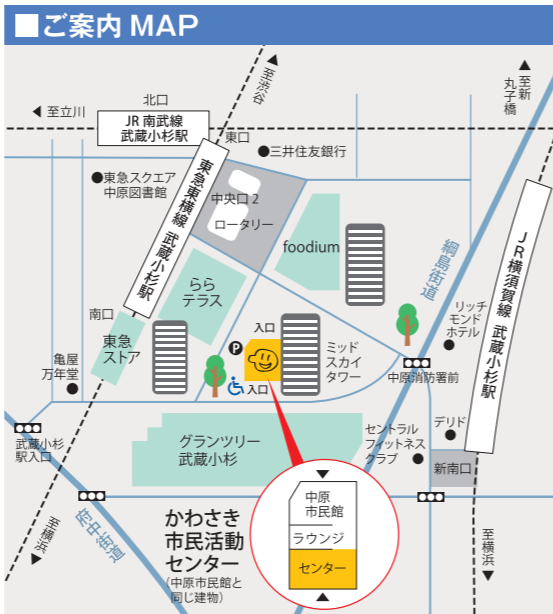 ■ご案内 MAP
至渋谷
至新
丸子橋
北口
至立川
JR 南武線
武蔵小杉駅
東口
三井住友銀行
東急スクエア
中原図書館
東急東横線 武蔵小杉駅
中央口 2
ロータリー
foodium
綱島街道
JR横須賀線 武蔵小杉駅
らら
テラス
南口
東急
ストア
リッチ
モンド
ホテル
入口
P
ミッド
スカイ
タワー
亀屋
万年堂
入口
中原消防署前
武蔵小杉
駅入口
グランツリー
武蔵小杉
セントラル
フィットネス
クラブ
デリド
新南口
至横浜
府中街道
かわさき
市民活動
センター
(中原市民館と
同じ建物)
中原
市民館
ラウンジ
センター
至横浜